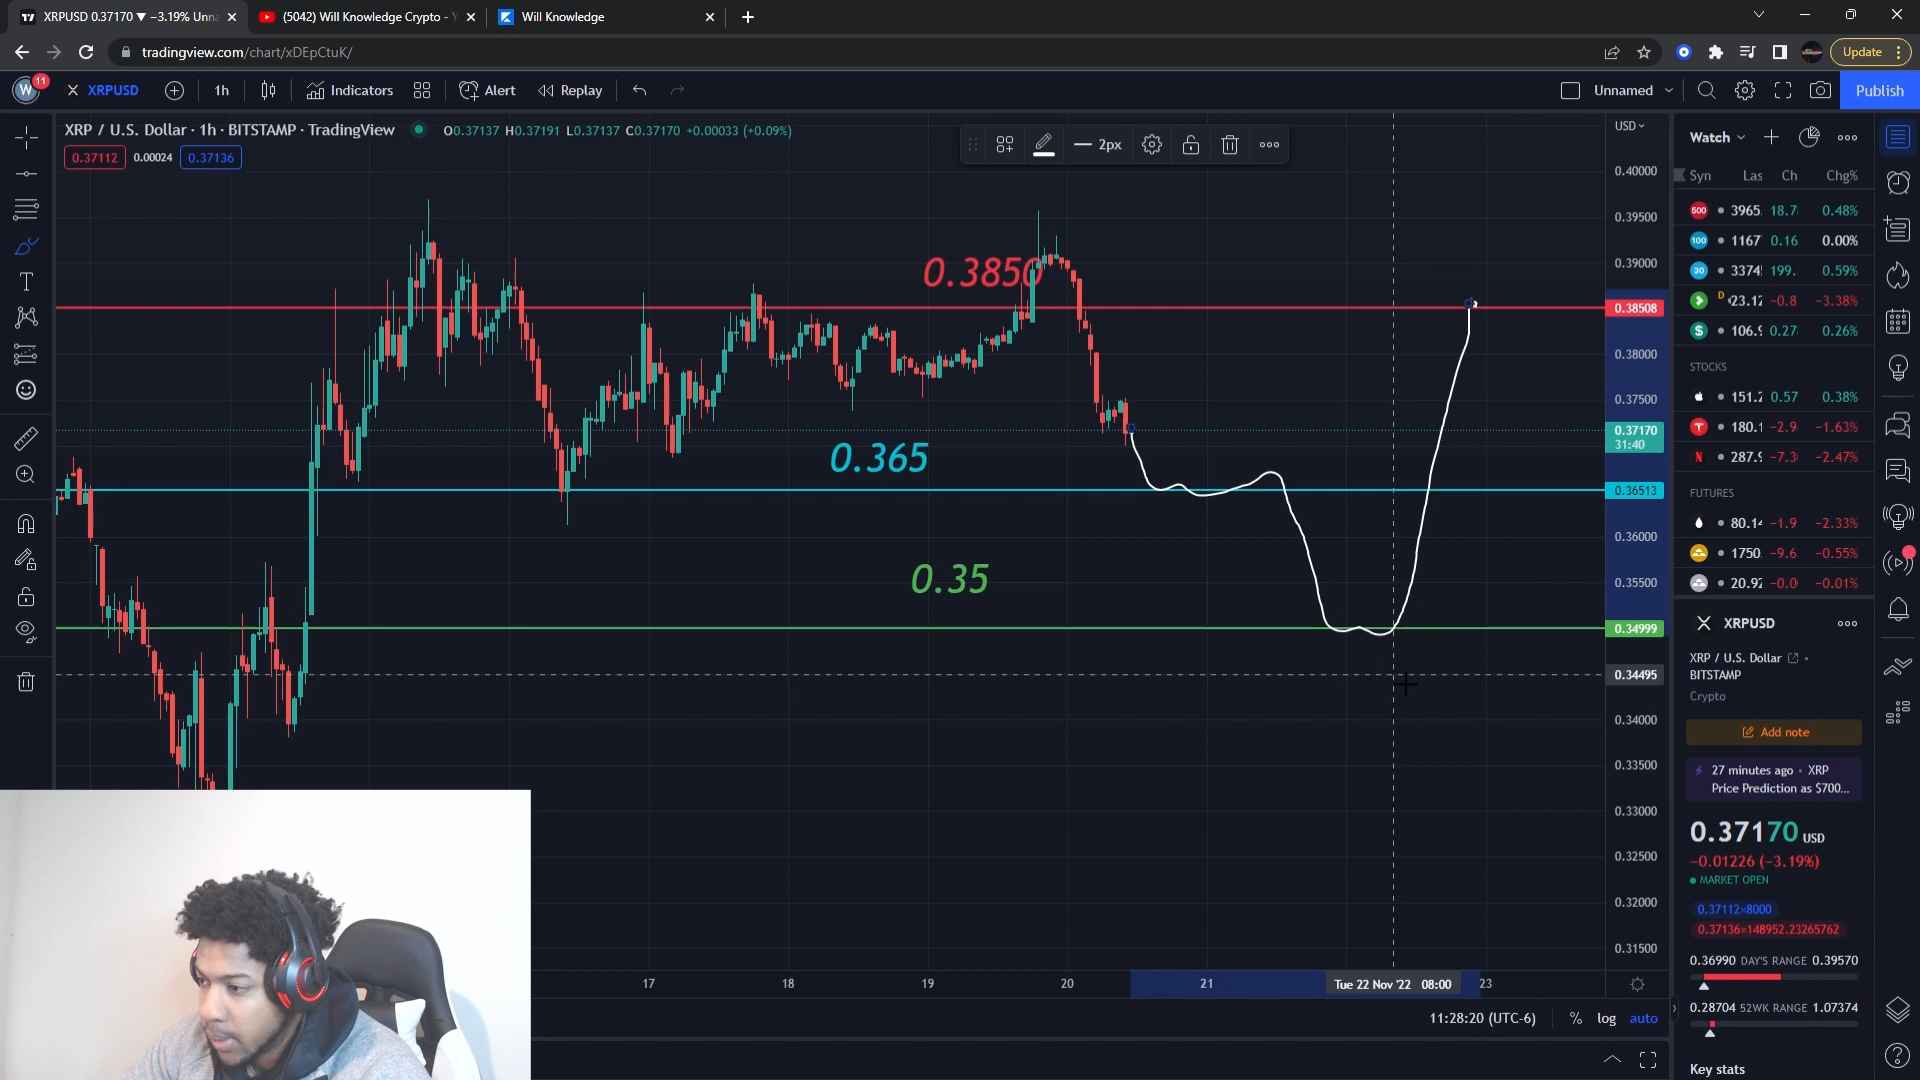 XRPUSD 0.37170 ▼ −3.19% Unna
(5042) Will Knowledge Crypto - Y
Will Knowledge
tradingview.com/chart/xDEpCtuK/
Update
W 11
XRPUSD
1h
Indicators
Alert
Replay
Unnamed
Publish
XRP / U.S. Dollar · 1h · BITSTAMP · TradingView
O0.37137 H0.37191 L0.37137 C0.37170 +0.00033 (+0.09%)
0.37112 0.00024 0.37136
2px
USD
0.40000
0.39500
0.39000
0.38508
0.38000
0.37500
0.37170
31:40
0.36513
0.36000
0.35500
0.34999
0.34495
0.34000
0.33500
0.33000
0.32500
0.32000
0.31500
0.3850
0.365
0.35
17 18 19 20 21 Tue 22 Nov '22 08:00 23
11:28:20 (UTC-6) % log auto
Watch
Syn Las Ch Chg%
500 3965. 18.7 0.48%
100 1167 0.16 0.00%
30 3374 199. 0.59%
D 23.12 −0.8 −3.38%
$ 106.9 0.27 0.26%
STOCKS
151.2 0.57 0.38%
180.1 −2.9 −1.63%
287.9 −7.3 −2.47%
FUTURES
80.14 −1.9 −2.33%
1750. −9.6 −0.55%
20.92 −0.0 −0.01%
XRPUSD
XRP / U.S. Dollar
BITSTAMP
Crypto
Add note
27 minutes ago · XRP
Price Prediction as $700...
0.37170 USD
−0.01226 (−3.19%)
MARKET OPEN
0.37112×8000
0.37136×148952.23265762
0.36990 DAY'S RANGE 0.39570
0.28704 52WK RANGE 1.07374
Key stats